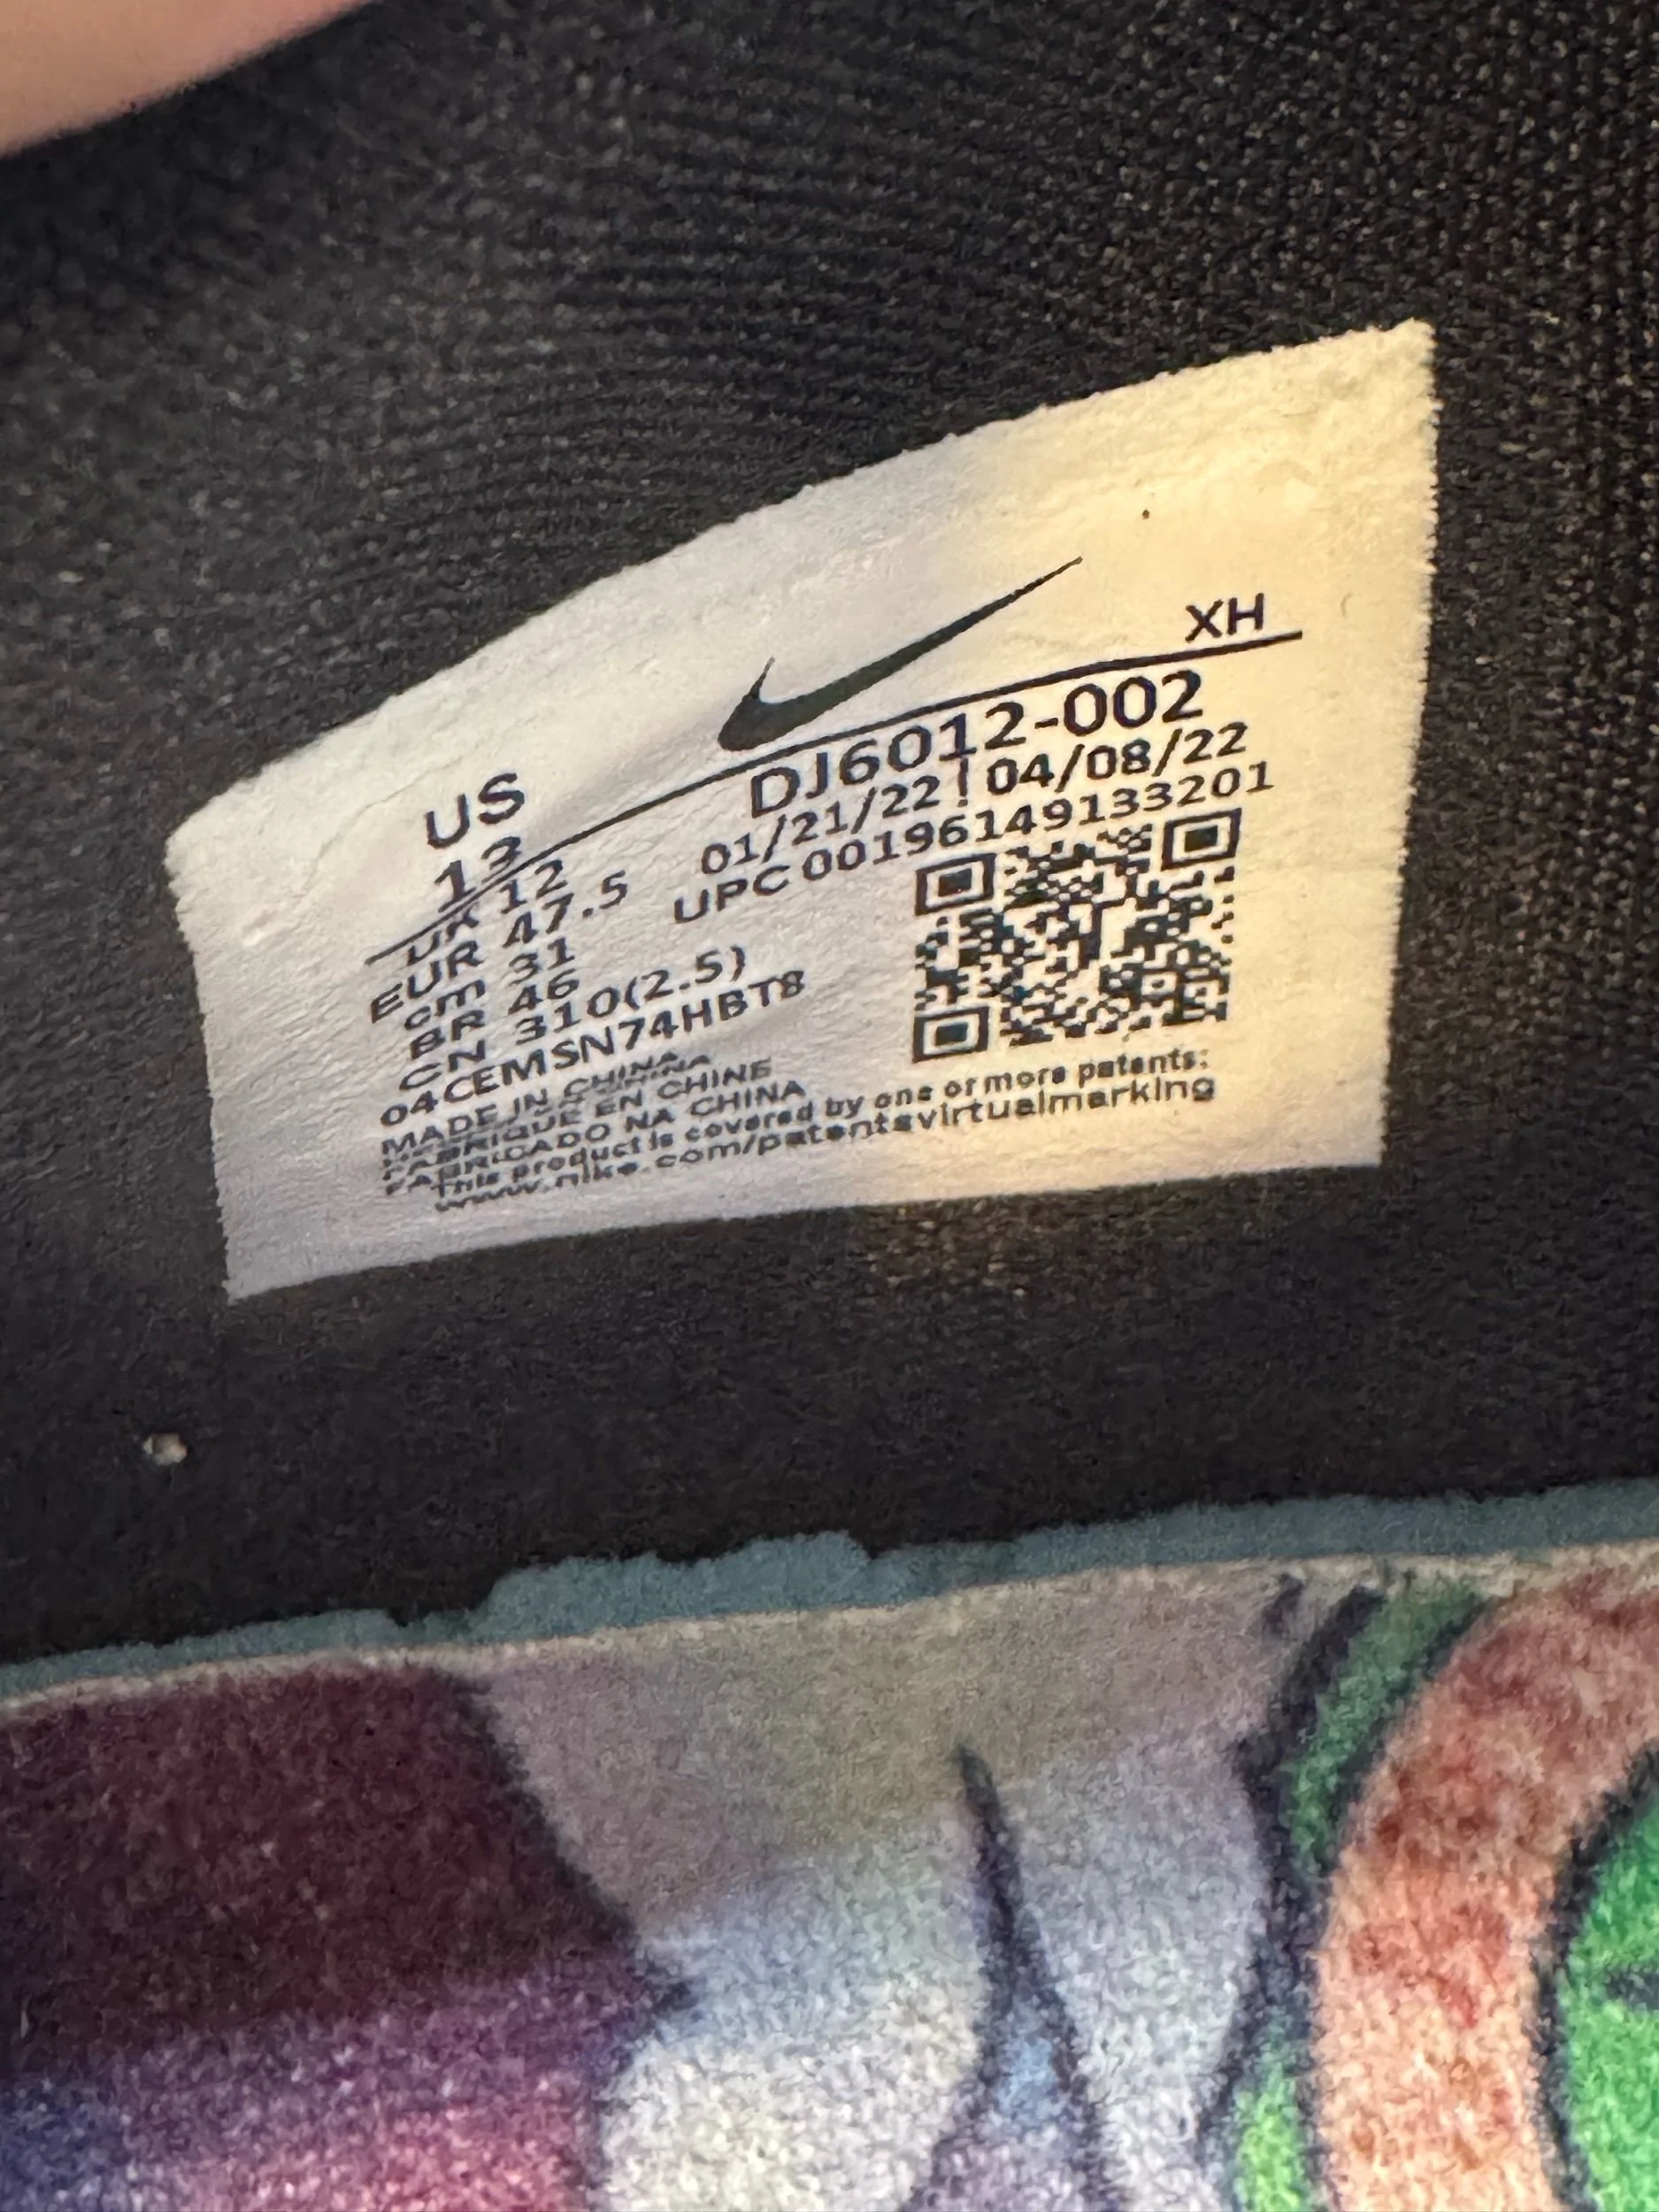 XH
US
13
UK 12
EUR 47.5
cm 31
BR 46
CN 310(2.5)
04CEMSN74HBT8
MADE IN CHINA
FABRIQUE EN CHINE
FABRICADO NA CHINA
This product is covered by one or more patents:
www.nike.com/patentsvirtualmarking
DJ6012-002
01/21/22 ! 04/08/22
UPC 00196149133201